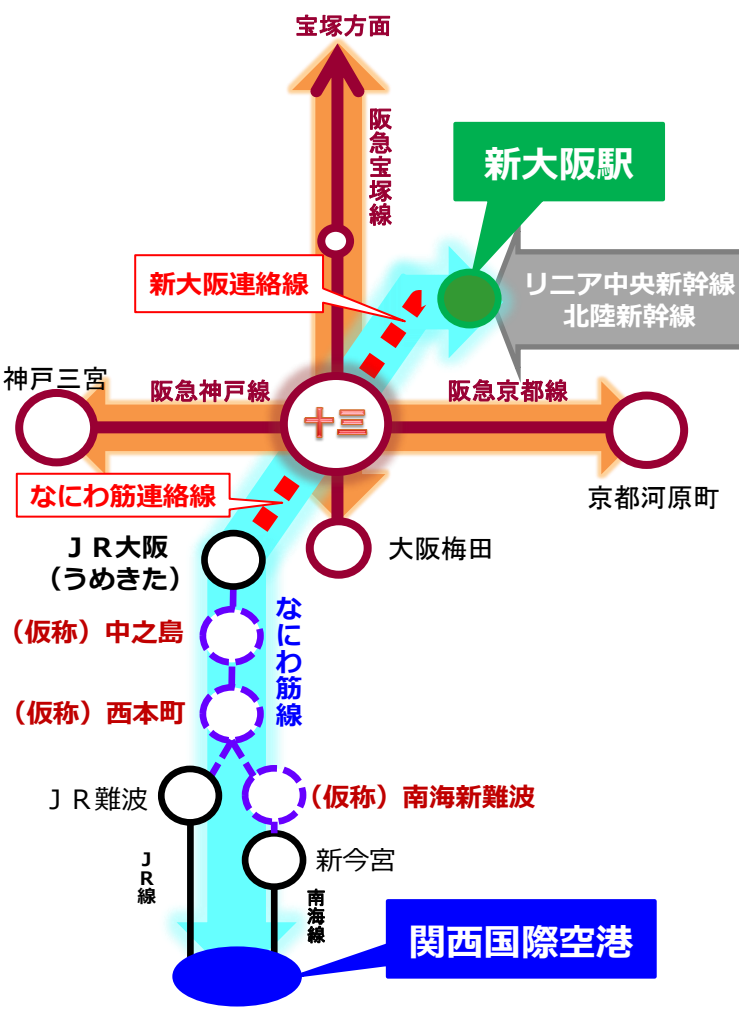 宝塚方面
阪急宝塚線
新大阪駅
新大阪連絡線
リニア中央新幹線
北陸新幹線
神戸三宮
阪急神戸線
阪急京都線
十三
なにわ筋連絡線
京都河原町
ＪＲ大阪
（うめきた）
大阪梅田
（仮称）中之島
なにわ筋線
（仮称）西本町
ＪＲ難波
（仮称）南海新難波
新今宮
ＪＲ線
南海線
関西国際空港